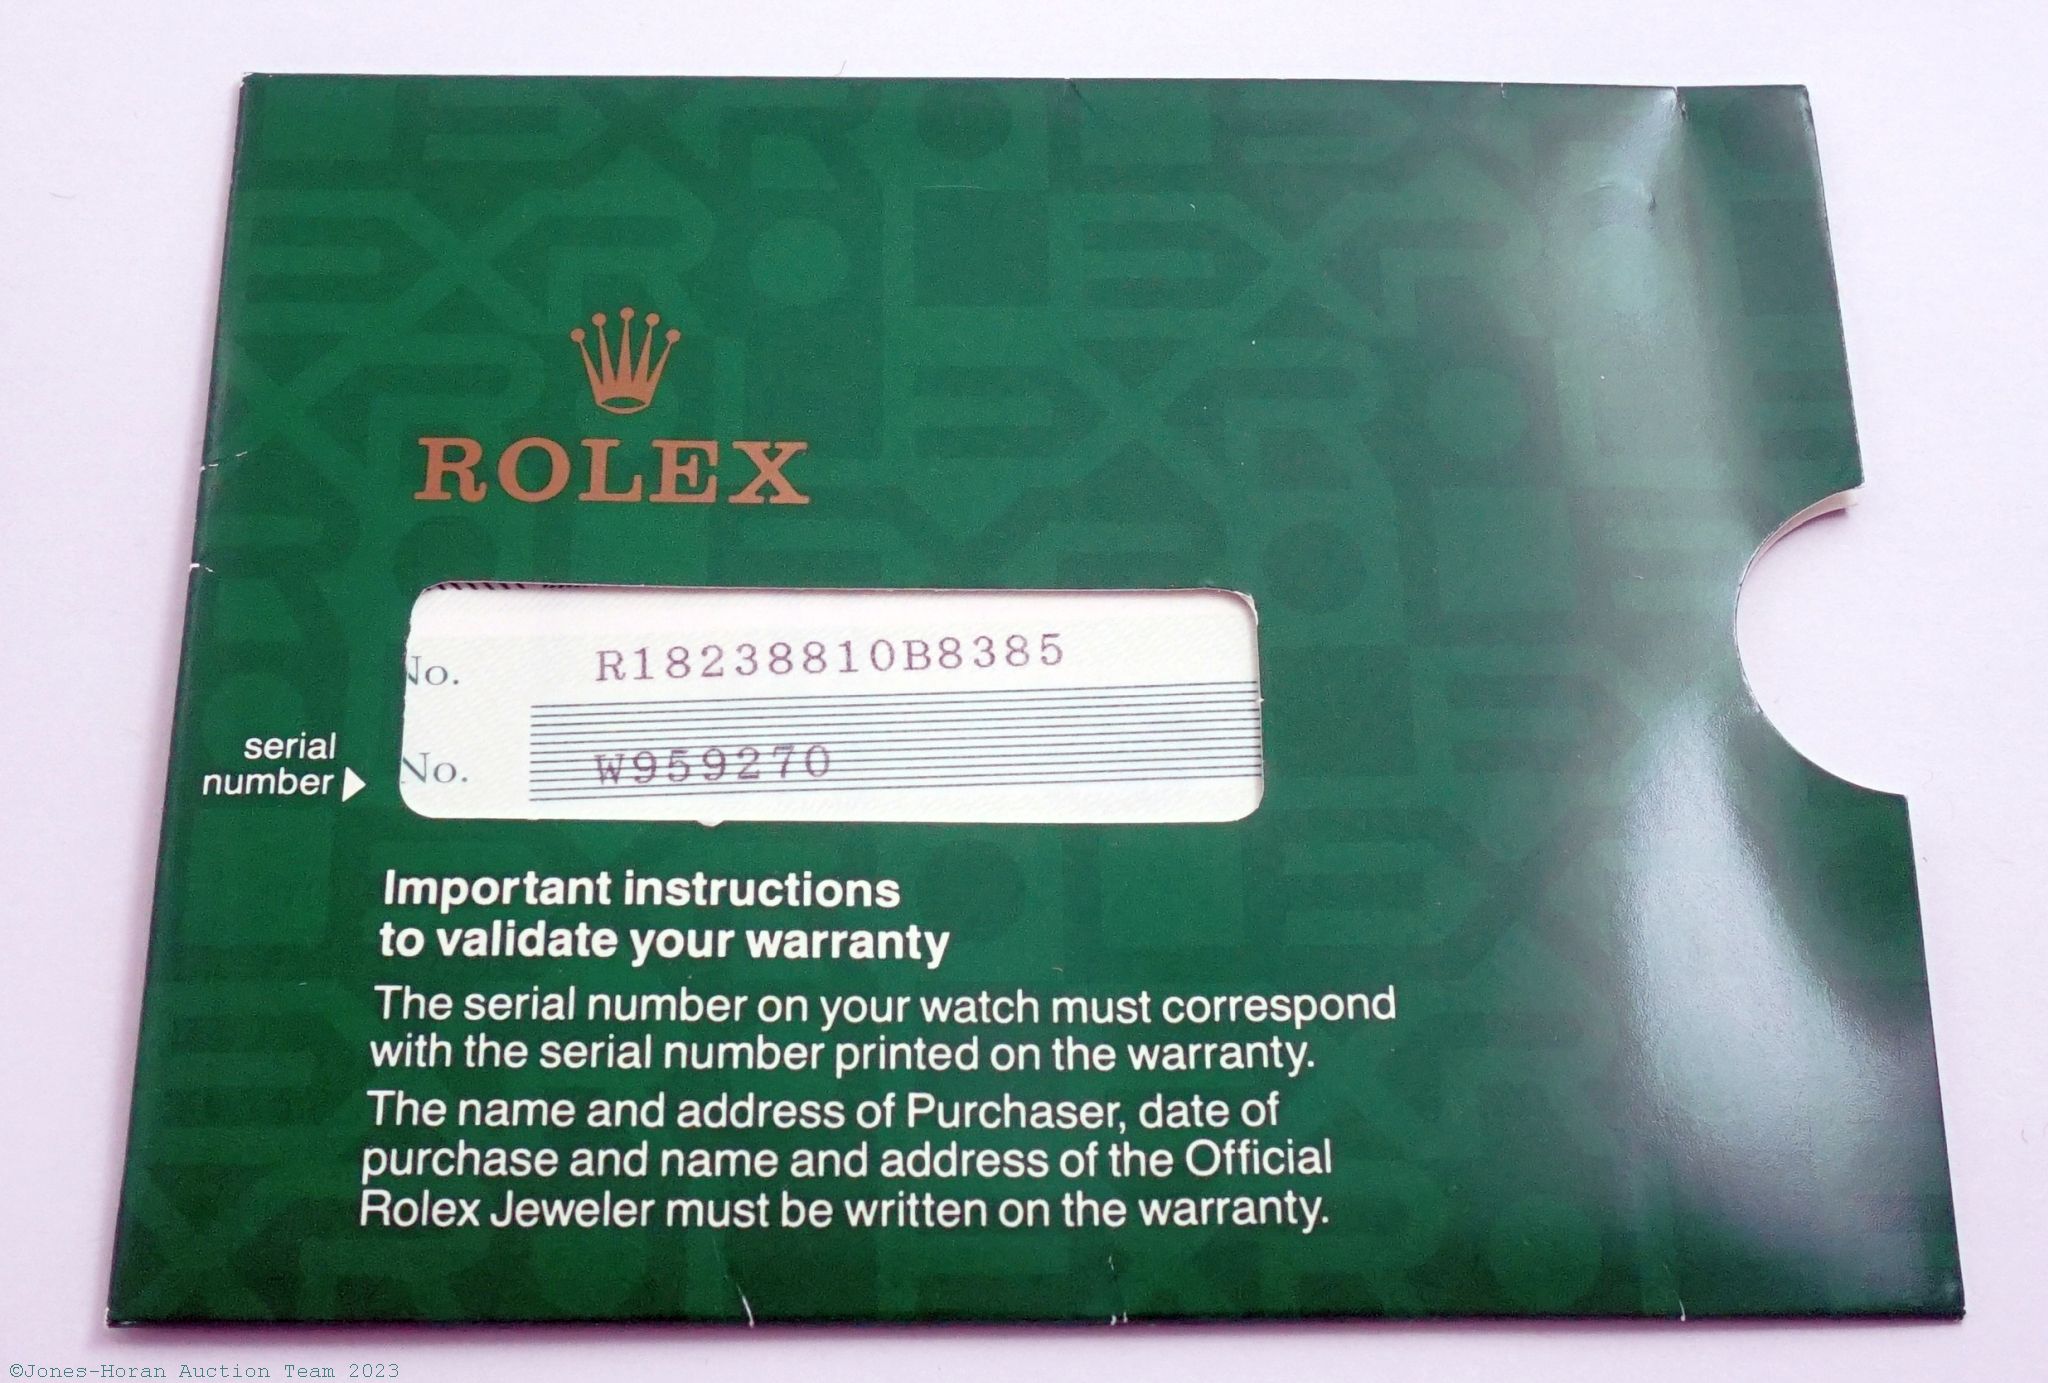 ROLEX
No. R18238810B8385
serial
number
No. W959270
Important instructions
to validate your warranty
The serial number on your watch must correspond
with the serial number printed on the warranty.
The name and address of Purchaser, date of
purchase and name and address of the Official
Rolex Jeweler must be written on the warranty.
©Jones-Horan Auction Team 2023